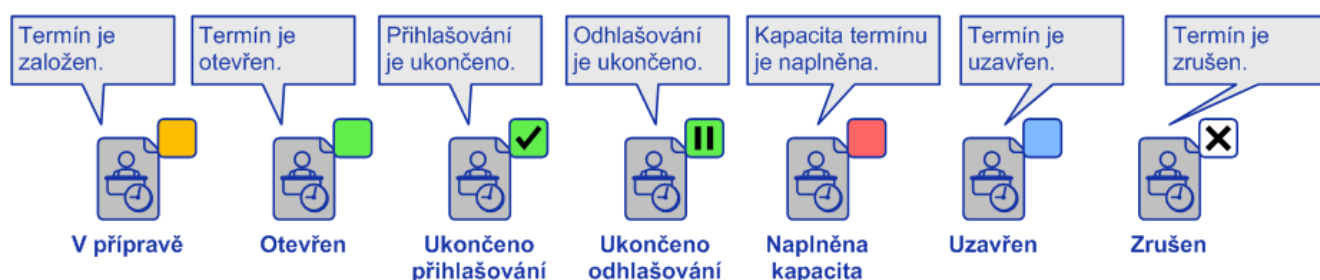 Termín je
založen.
Termín je
otevřen.
Přihlašování
je ukončeno.
Odhlašování
je ukončeno.
Kapacita termínu
je naplněna.
Termín je
uzavřen.
Termín je
zrušen.
V přípravě
Otevřen
Ukončeno
přihlašování
Ukončeno
odhlašování
Naplněna
kapacita
Uzavřen
Zrušen